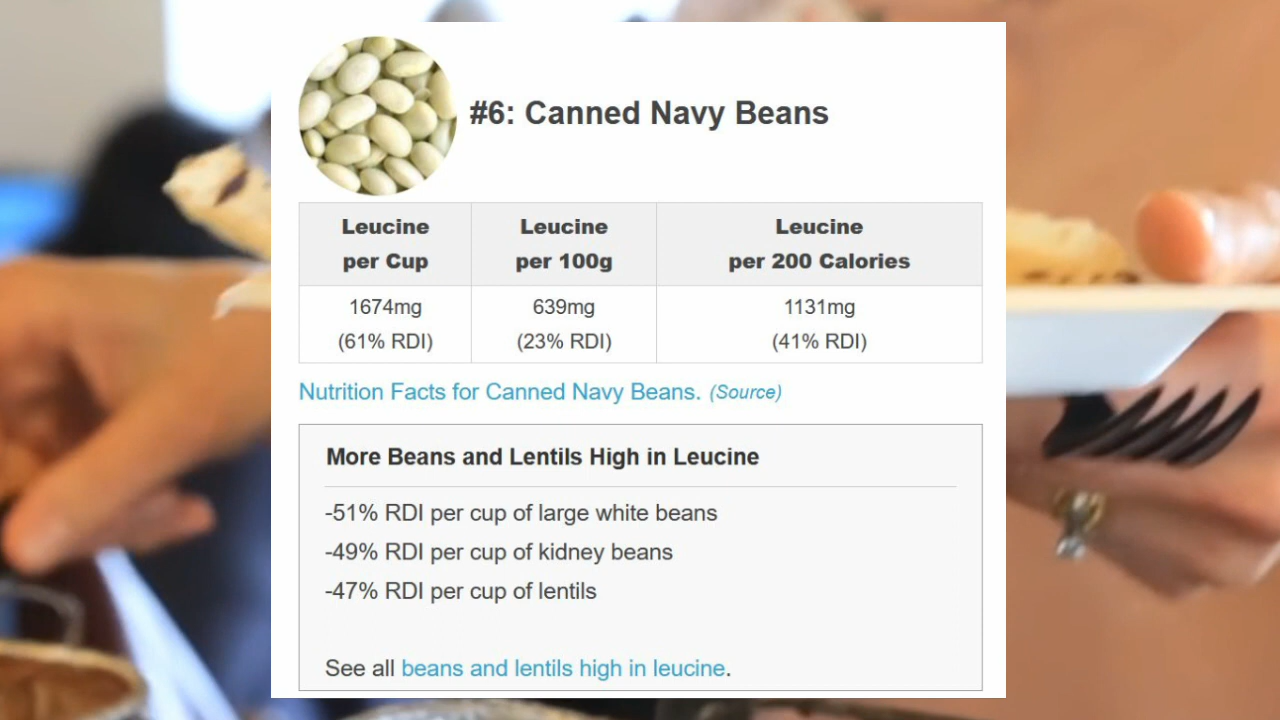 #6: Canned Navy Beans
Leucine per Cup
Leucine per 100g
Leucine per 200 Calories
1674mg (61% RDI)
639mg (23% RDI)
1131mg (41% RDI)
Nutrition Facts for Canned Navy Beans. (Source)
More Beans and Lentils High in Leucine
-51% RDI per cup of large white beans
-49% RDI per cup of kidney beans
-47% RDI per cup of lentils
See all beans and lentils high in leucine.